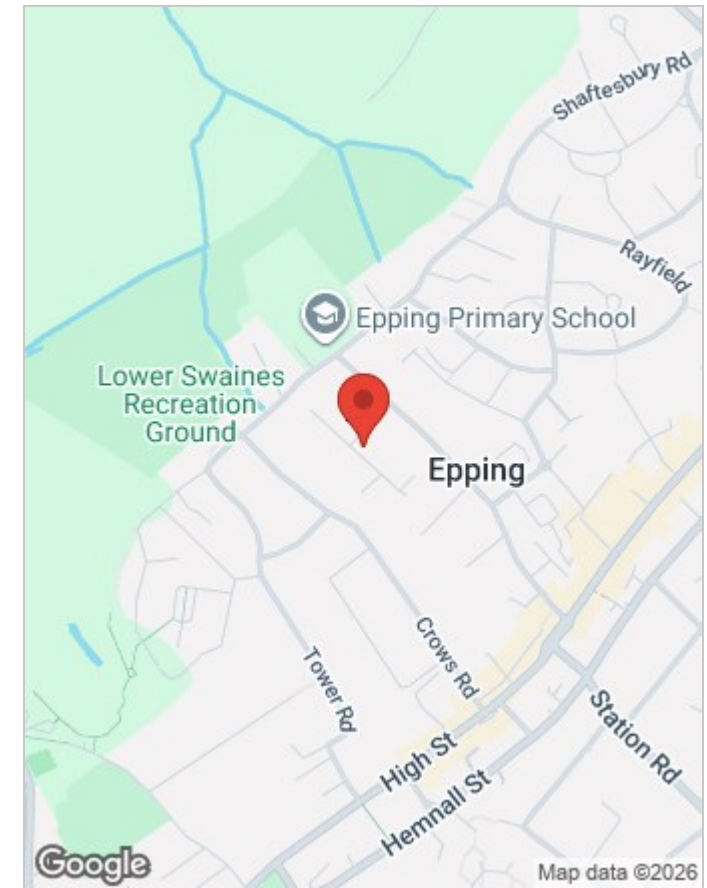 Shaftesbury Rd
Rayfield
Epping Primary School
Lower Swaines
Recreation
Ground
Epping
Crows Rd
Tower Rd
Station Rd
High St
Hemnall St
Google
Map data ©2026